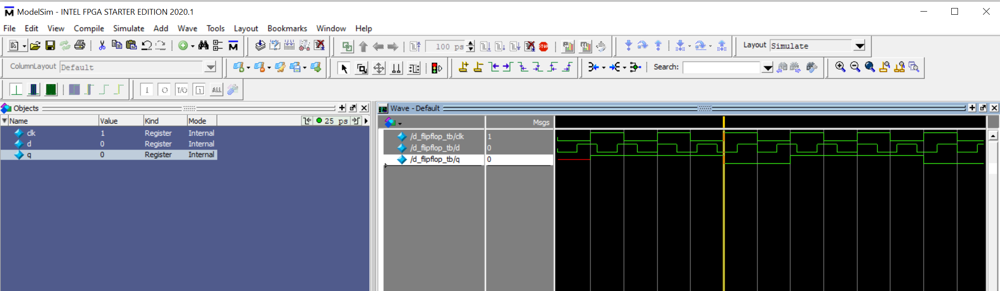 ModelSim - INTEL FPGA STARTER EDITION 2020.1
File Edit View Compile Simulate Add Wave Tools Layout Bookmarks Window Help
100 ps STOP Layout Simulate
ColumnLayout Default Search:
I O I/O ALL
Objects
Name Value Kind Mode 25 ps
clk 1 Register Internal
d 0 Register Internal
q 0 Register Internal
Wave - Default
Msgs
/d_flipflop_tb/clk 1
/d_flipflop_tb/d 0
/d_flipflop_tb/q 0